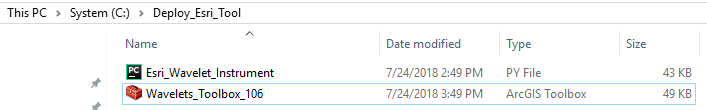 This PC > System (C:) > Deploy_Esri_Tool
Name Date modified Type Size
Esri_Wavelet_Instrument 7/24/2018 2:49 PM PY File 43 KB
Wavelets_Toolbox_106 7/24/2018 3:49 PM ArcGIS Toolbox 49 KB